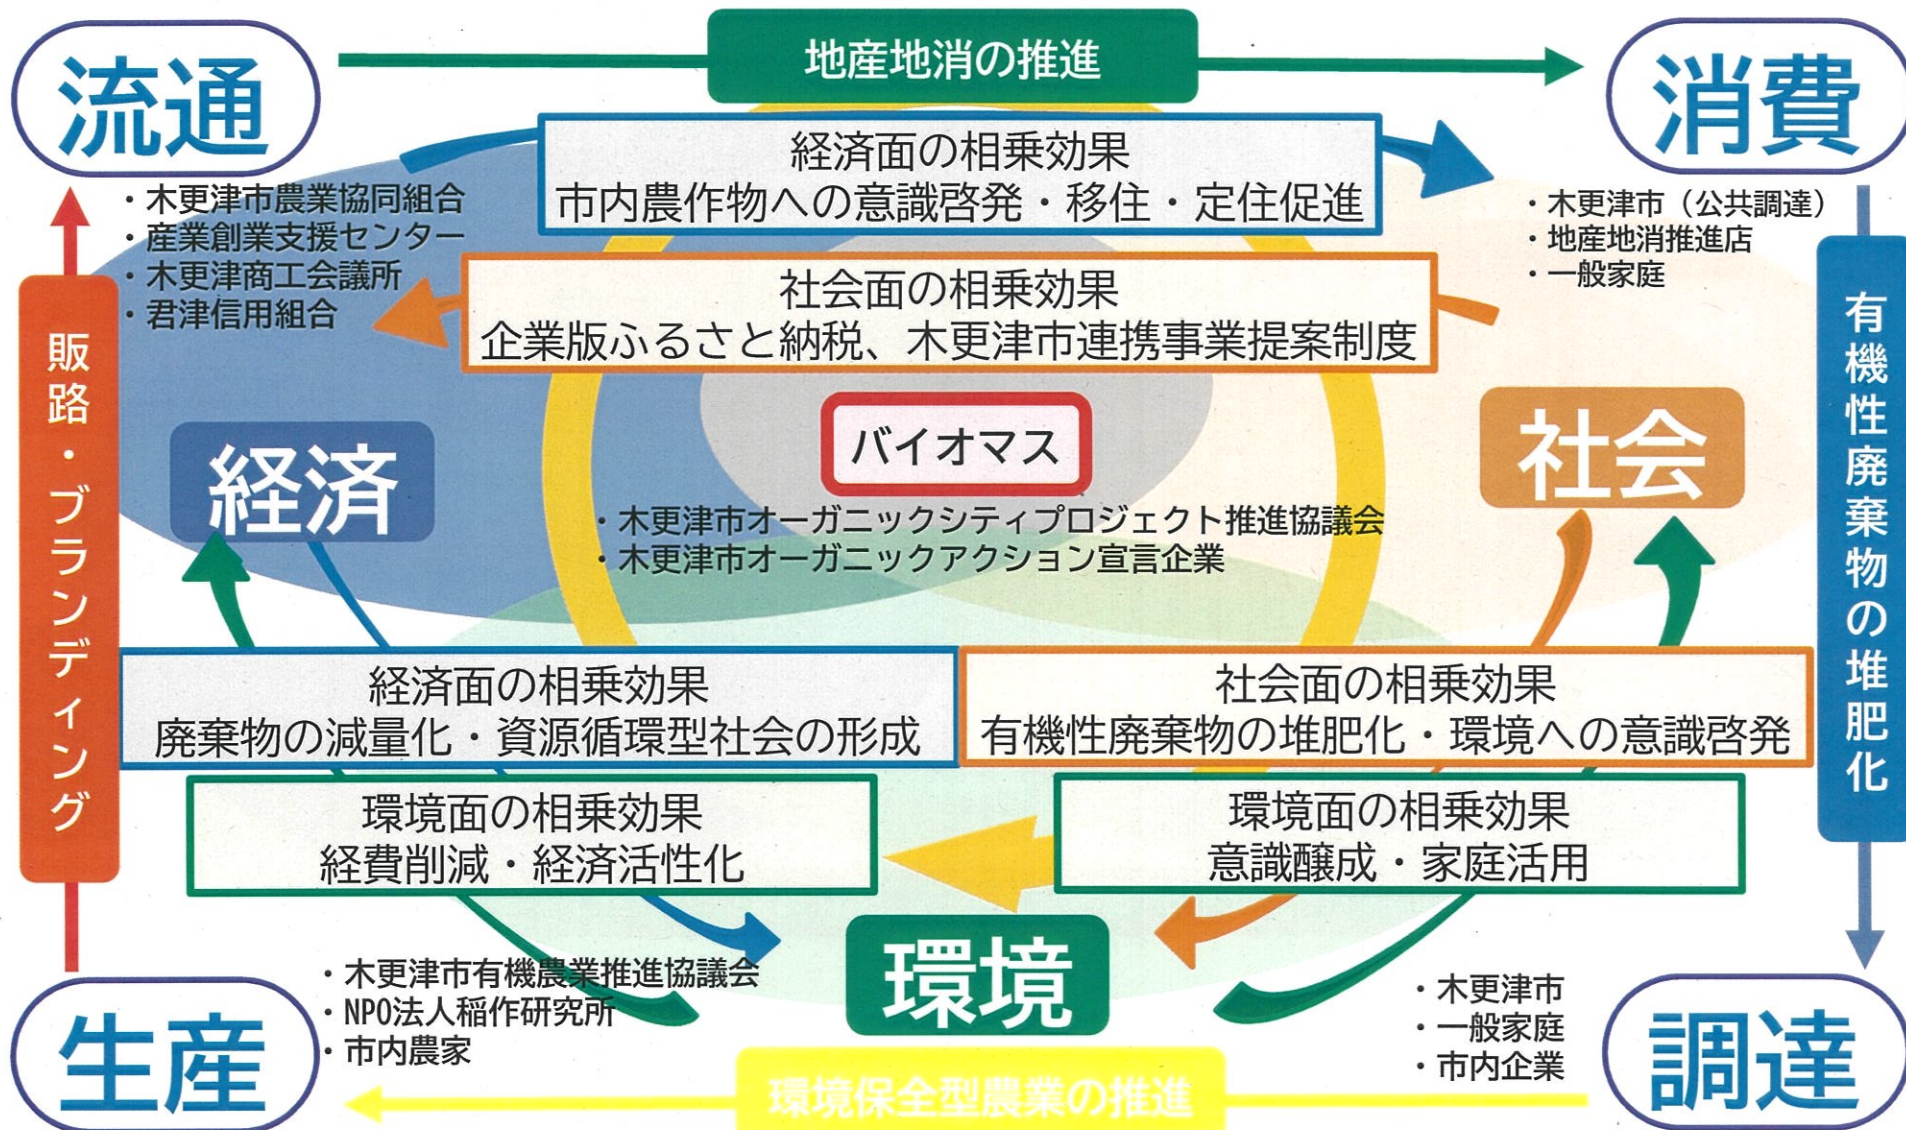 地産地消の推進
流通
消費
経済面の相乗効果
市内農作物への意識啓発・移住・定住促進
・木更津市農業協同組合
・産業創業支援センター
・木更津商工会議所
・君津信用組合
・木更津市（公共調達）
・地産地消推進店
・一般家庭
社会面の相乗効果
企業版ふるさと納税、木更津市連携事業提案制度
販路・ブランディング
有機性廃棄物の堆肥化
バイオマス
経済
社会
・木更津市オーガニックシティプロジェクト推進協議会
・木更津市オーガニックアクション宣言企業
経済面の相乗効果
廃棄物の減量化・資源循環型社会の形成
社会面の相乗効果
有機性廃棄物の堆肥化・環境への意識啓発
環境面の相乗効果
経費削減・経済活性化
環境面の相乗効果
意識醸成・家庭活用
環境
・木更津市有機農業推進協議会
・NPO法人稲作研究所
・市内農家
・木更津市
・一般家庭
・市内企業
生産
調達
環境保全型農業の推進